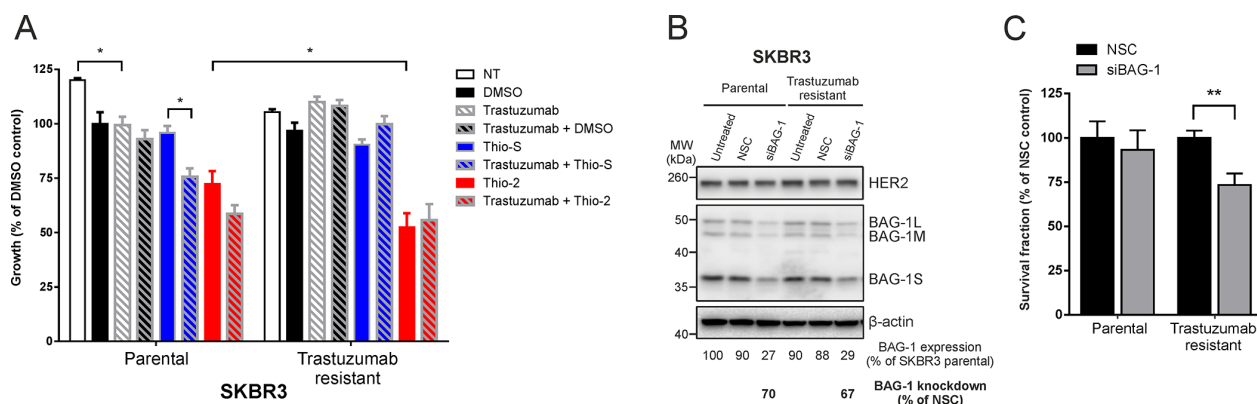 A
*
*
*
125
100
75
50
25
0
Growth (% of DMSO control)
Parental
Trastuzumab
resistant
SKBR3
NT
DMSO
Trastuzumab
Trastuzumab + DMSO
Thio-S
Trastuzumab + Thio-S
Thio-2
Trastuzumab + Thio-2
B
SKBR3
Parental
Trastuzumab
resistant
MW
(kDa)
Untreated
NSC
siBAG-1
Untreated
NSC
siBAG-1
260
HER2
50
BAG-1L
BAG-1M
40
BAG-1S
35
β-actin
40
100 90 27 90 88 29
BAG-1 expression
(% of SKBR3 parental)
70 67
BAG-1 knockdown
(% of NSC)
C
NSC
siBAG-1
**
125
100
75
50
25
0
Survival fraction (% of NSC control)
Parental
Trastuzumab
resistant